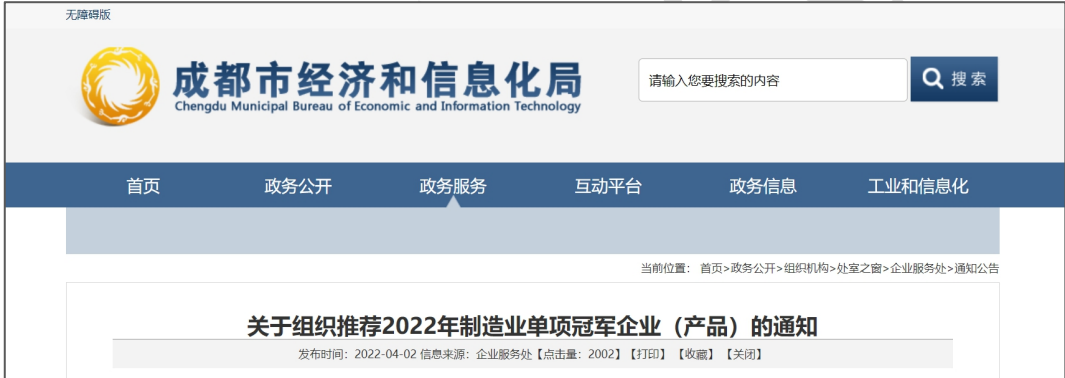 无障碍版
成都市经济和信息化局
Chengdu Municipal Bureau of Economic and Information Technology
请输入您要搜索的内容
搜索
首页 政务公开 政务服务 互动平台 政务信息 工业和信息化
当前位置： 首页>政务公开>组织机构>处室之窗>企业服务处>通知公告
关于组织推荐2022年制造业单项冠军企业（产品）的通知
发布时间：2022-04-02 信息来源：企业服务处【点击量：2002】【打印】【收藏】【关闭】